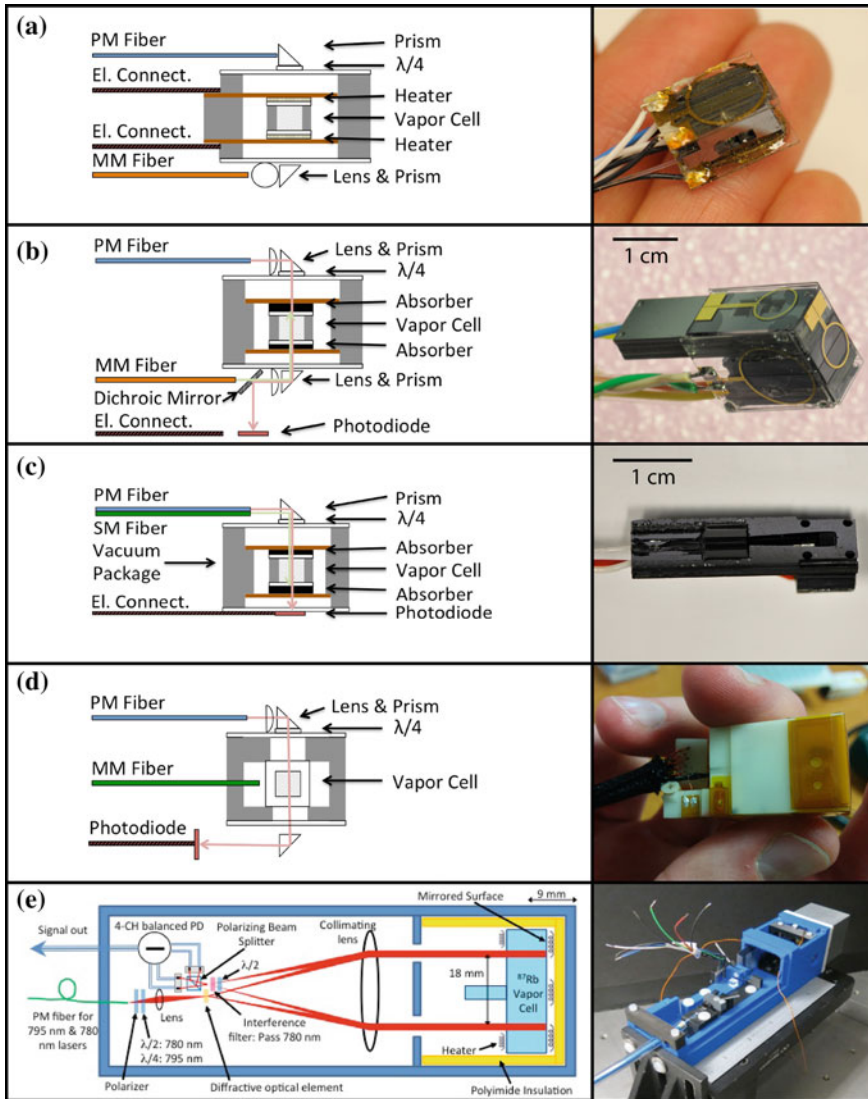 (a)
PM Fiber
El. Connect.
El. Connect.
MM Fiber
Prism
λ/4
Heater
Vapor Cell
Heater
Lens & Prism
(b)
PM Fiber
MM Fiber
Dichroic Mirror
El. Connect.
Lens & Prism
λ/4
Absorber
Vapor Cell
Absorber
Lens & Prism
Photodiode
1 cm
(c)
PM Fiber
SM Fiber
Vacuum
Package
El. Connect.
Prism
λ/4
Absorber
Vapor Cell
Absorber
Photodiode
1 cm
(d)
PM Fiber
MM Fiber
Photodiode
Lens & Prism
λ/4
Vapor Cell
(e)
Signal out
4-CH balanced PD
Polarizing Beam
Splitter
λ/2
Collimating
lens
Mirrored Surface
9 mm
18 mm
⁸⁷Rb
Vapor
Cell
PM fiber for
795 nm & 780
nm lasers
Lens
λ/2: 780 nm
λ/4: 795 nm
Polarizer
Interference
filter: Pass 780 nm
Diffractive optical element
Heater
Polyimide Insulation